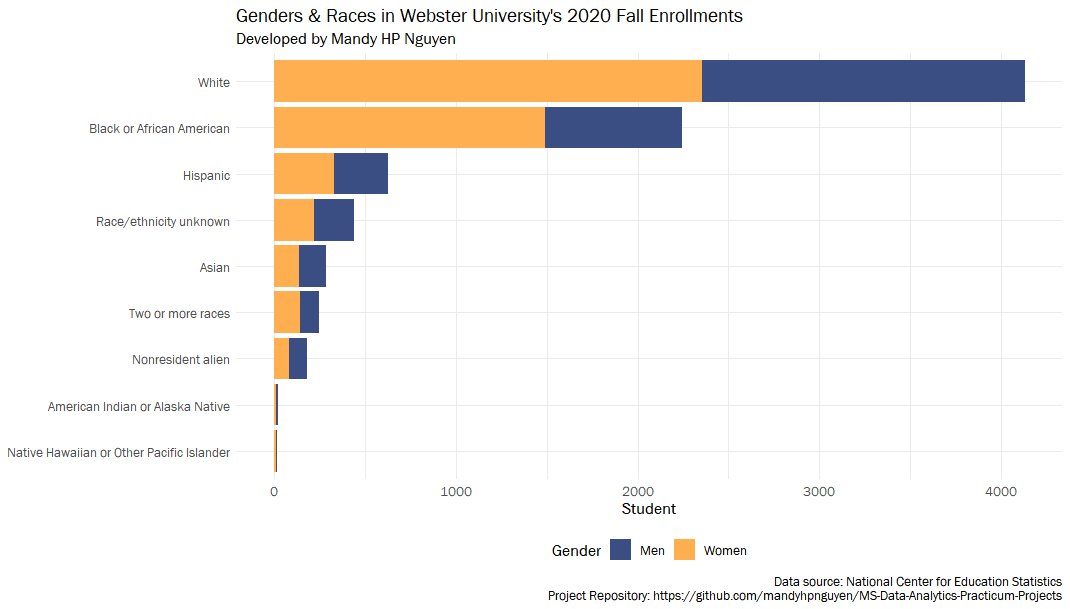 Genders & Races in Webster University's 2020 Fall Enrollments
Developed by Mandy HP Nguyen
White
Black or African American
Hispanic
Race/ethnicity unknown
Asian
Two or more races
Nonresident alien
American Indian or Alaska Native
Native Hawaiian or Other Pacific Islander
0 1000 2000 3000 4000
Student
Gender Men Women
Data source: National Center for Education Statistics
Project Repository: https://github.com/mandyhpnguyen/MS-Data-Analytics-Practicum-Projects